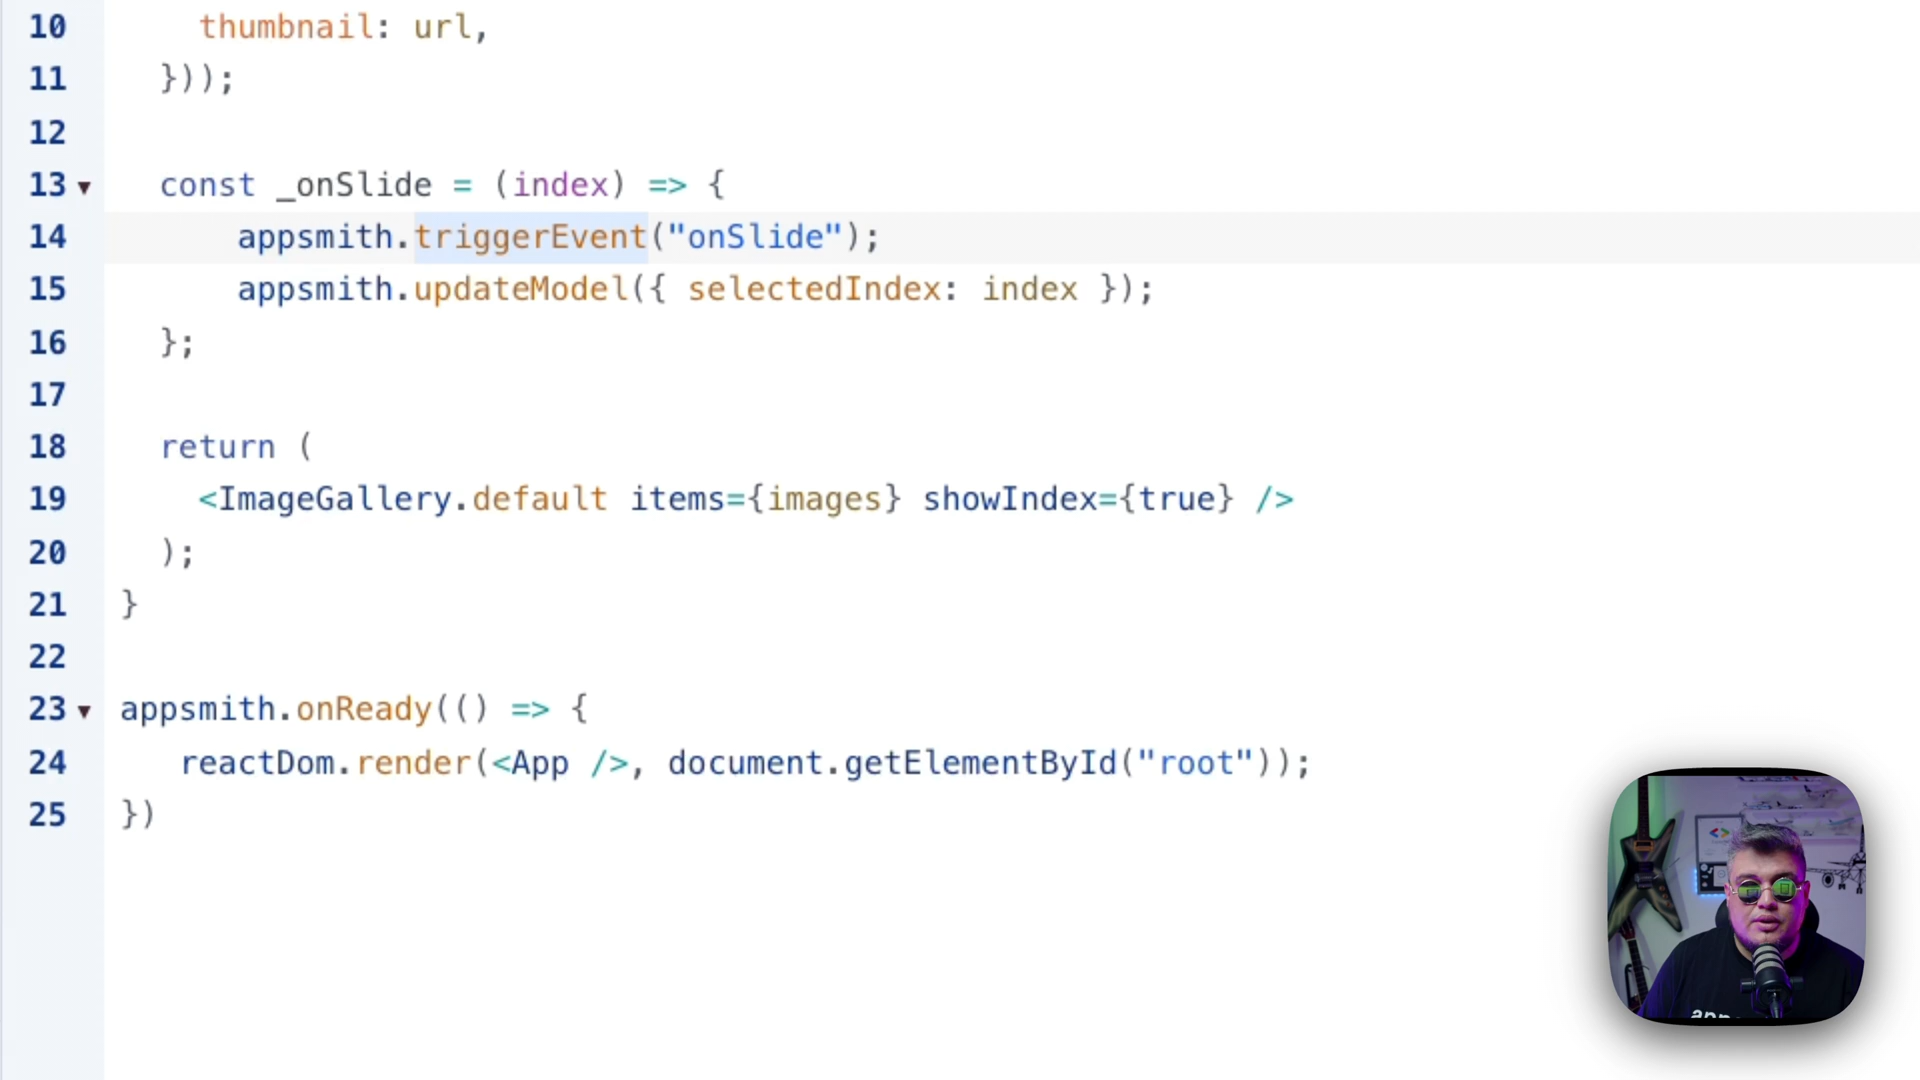 10 thumbnail: url,
11 }));
12
13 const _onSlide = (index) => {
14 appsmith.triggerEvent("onSlide");
15 appsmith.updateModel({ selectedIndex: index });
16 };
17
18 return (
19 <ImageGallery.default items={images} showIndex={true} />
20 );
21 }
22
23 appsmith.onReady(() => {
24 reactDom.render(<App />, document.getElementById("root"));
25 })